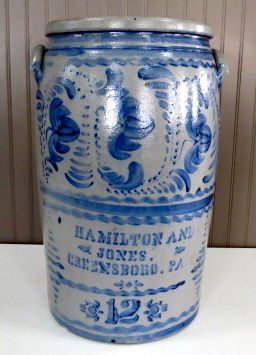 HAMILTON AND
JONES.
GREENSBORO. PA
12